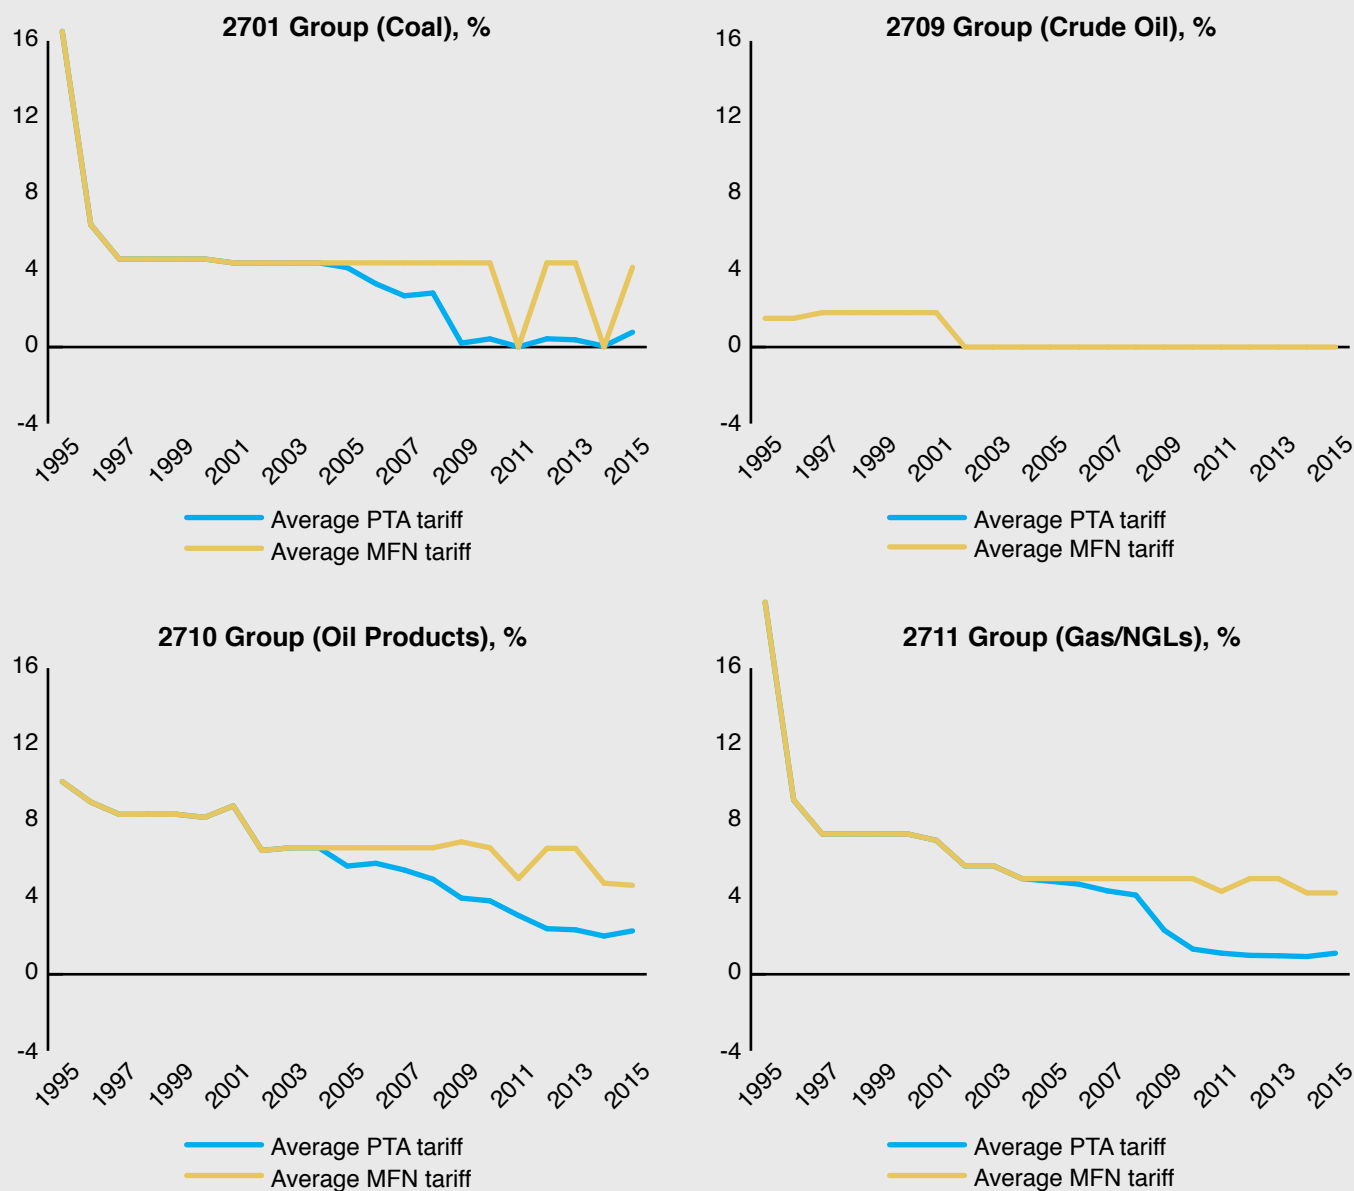 2701 Group (Coal), %
16
12
8
4
0
-4
1995 1997 1999 2001 2003 2005 2007 2009 2011 2013 2015
Average PTA tariff
Average MFN tariff
2709 Group (Crude Oil), %
16
12
8
4
0
-4
1995 1997 1999 2001 2003 2005 2007 2009 2011 2013 2015
Average PTA tariff
Average MFN tariff
2710 Group (Oil Products), %
16
12
8
4
0
-4
1995 1997 1999 2001 2003 2005 2007 2009 2011 2013 2015
Average PTA tariff
Average MFN tariff
2711 Group (Gas/NGLs), %
16
12
8
4
0
-4
1995 1997 1999 2001 2003 2005 2007 2009 2011 2013 2015
Average PTA tariff
Average MFN tariff